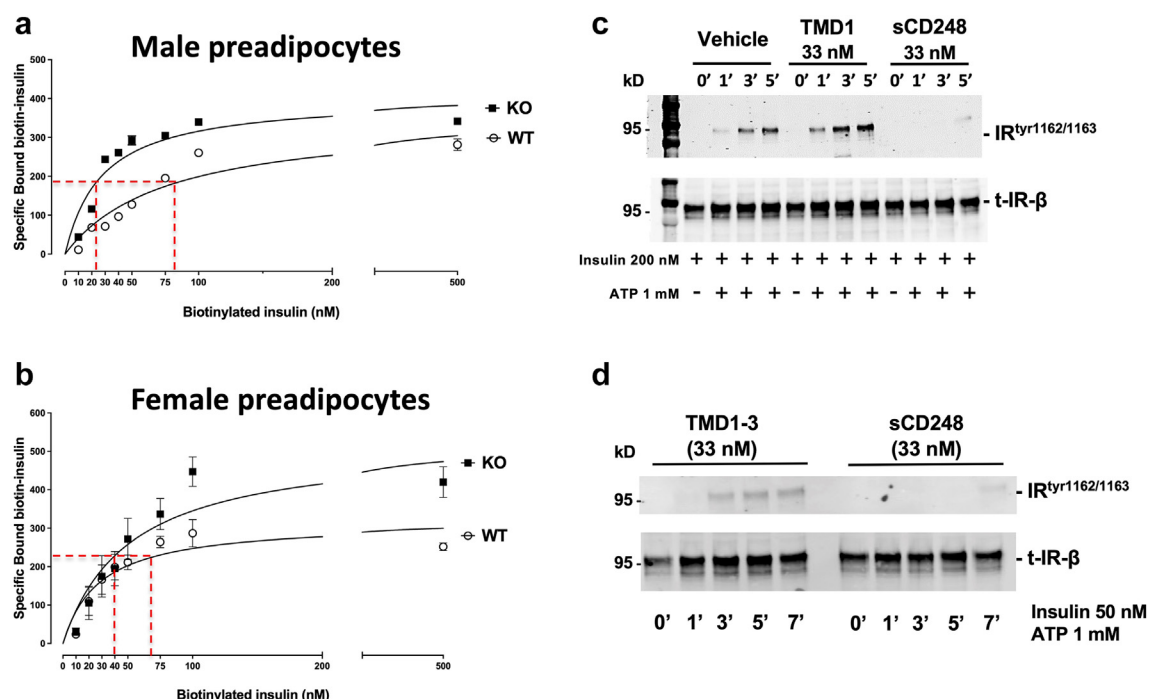 a
Male preadipocytes
Specific Bound biotin-insulin
500
400
300
200
100
0
KO
WT
0 10 20 30 40 50 75 100 200 500
Biotinylated insulin (nM)
b
Female preadipocytes
Specific Bound biotin-insulin
600
500
400
300
200
100
0
KO
WT
0 10 20 30 40 50 75 100 200 500
Biotinylated insulin (nM)
c
Vehicle TMD1 sCD248
33 nM 33 nM
kD 0’ 1’ 3’ 5’ 0’ 1’ 3’ 5’ 0’ 1’ 3’ 5’
95 - - IRtyr1162/1163
95 - - t-IR-β
Insulin 200 nM + + + + + + + + + + + +
ATP 1 mM - + + + - + + + - + + +
d
TMD1-3 sCD248
(33 nM) (33 nM)
kD
95 - - IRtyr1162/1163
95 - - t-IR-β
0’ 1’ 3’ 5’ 7’ 0’ 1’ 3’ 5’ 7’ Insulin 50 nM
ATP 1 mM